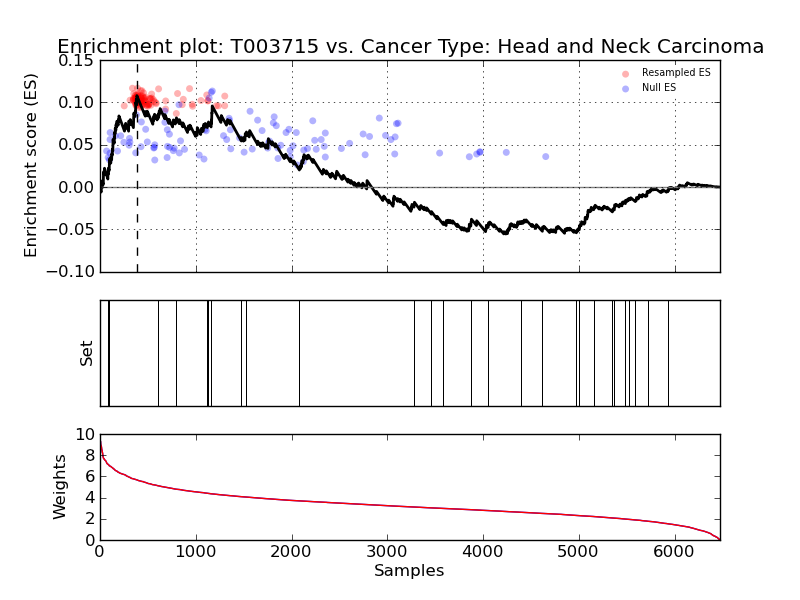 Enrichment plot: T003715 vs. Cancer Type: Head and Neck Carcinoma
Enrichment score (ES)
0.15
0.10
0.05
0.00
−0.05
−0.10
Resampled ES
Null ES
Set
Weights
10
8
6
4
2
0
0 1000 2000 3000 4000 5000 6000
Samples